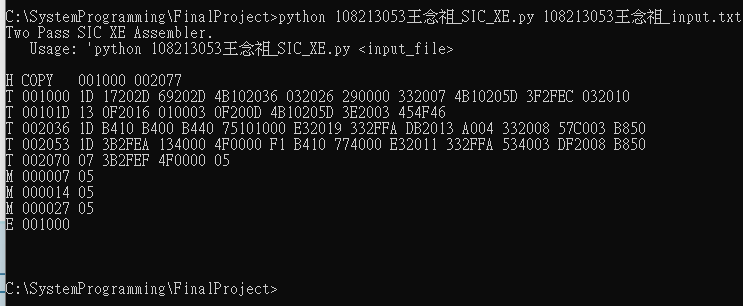 C:\SystemProgramming\FinalProject>python 108213053王念祖_SIC_XE.py 108213053王念祖_input.txt
Two Pass SIC XE Assembler.
   Usage: 'python 108213053王念祖_SIC_XE.py <input_file>

H COPY   001000 002077
T 001000 1D 17202D 69202D 4B102036 032026 290000 332007 4B10205D 3F2FEC 032010
T 00101D 13 0F2016 010003 0F200D 4B10205D 3E2003 454F46
T 002036 1D B410 B400 B440 75101000 E32019 332FFA DB2013 A004 332008 57C003 B850
T 002053 1D 3B2FEA 134000 4F0000 F1 B410 774000 E32011 332FFA 534003 DF2008 B850
T 002070 07 3B2FEF 4F0000 05
M 000007 05
M 000014 05
M 000027 05
E 001000

C:\SystemProgramming\FinalProject>